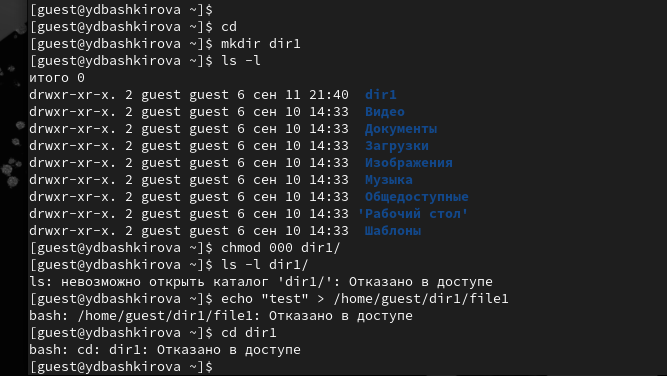 [guest@ydbashkirova ~]$
[guest@ydbashkirova ~]$ cd
[guest@ydbashkirova ~]$ mkdir dir1
[guest@ydbashkirova ~]$ ls -l
итого 0
drwxr-xr-x. 2 guest guest 6 сен 11 21:40  dir1
drwxr-xr-x. 2 guest guest 6 сен 10 14:33  Видео
drwxr-xr-x. 2 guest guest 6 сен 10 14:33  Документы
drwxr-xr-x. 2 guest guest 6 сен 10 14:33  Загрузки
drwxr-xr-x. 2 guest guest 6 сен 10 14:33  Изображения
drwxr-xr-x. 2 guest guest 6 сен 10 14:33  Музыка
drwxr-xr-x. 2 guest guest 6 сен 10 14:33  Общедоступные
drwxr-xr-x. 2 guest guest 6 сен 10 14:33 'Рабочий стол'
drwxr-xr-x. 2 guest guest 6 сен 10 14:33  Шаблоны
[guest@ydbashkirova ~]$ chmod 000 dir1/
[guest@ydbashkirova ~]$ ls -l dir1/
ls: невозможно открыть каталог 'dir1/': Отказано в доступе
[guest@ydbashkirova ~]$ echo "test" > /home/guest/dir1/file1
bash: /home/guest/dir1/file1: Отказано в доступе
[guest@ydbashkirova ~]$ cd dir1
bash: cd: dir1: Отказано в доступе
[guest@ydbashkirova ~]$